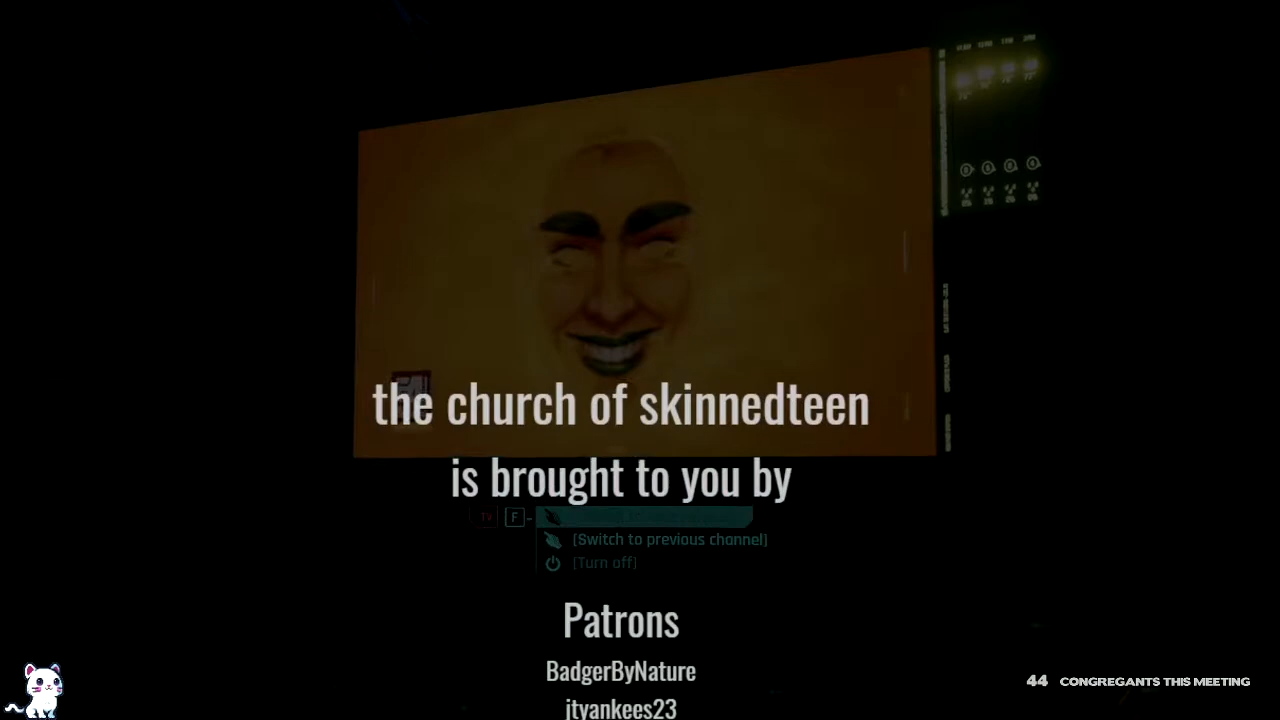 the church of skinnedteen
is brought to you by
TV F
[Switch to previous channel]
[Turn off]
Patrons
BadgerByNature
jtyankees23
44 CONGREGANTS THIS MEETING